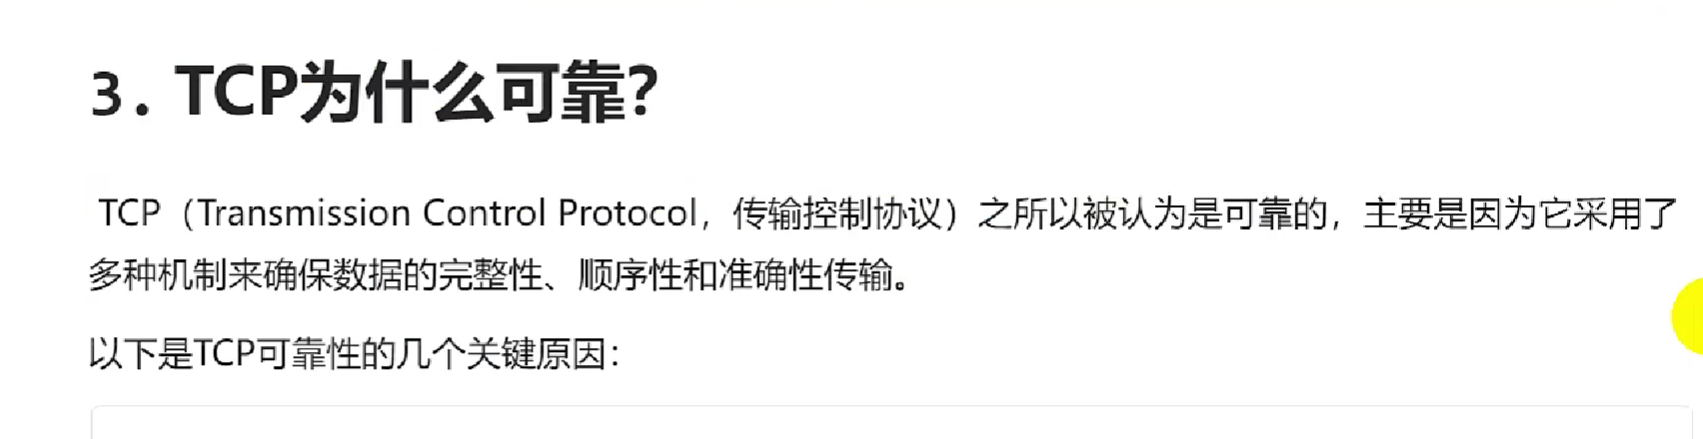 3. TCP为什么可靠?
TCP（Transmission Control Protocol，传输控制协议）之所以被认为是可靠的，主要是因为它采用了
多种机制来确保数据的完整性、顺序性和准确性传输。
以下是TCP可靠性的几个关键原因：